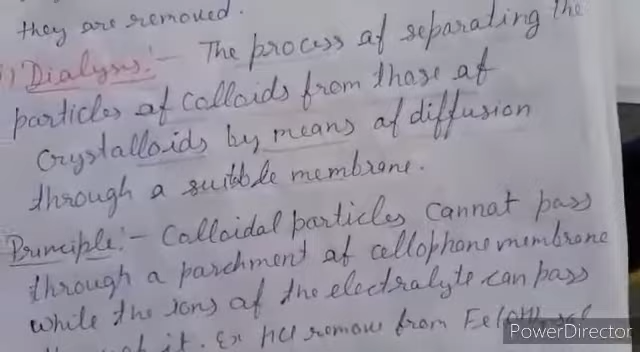 they are removed.
i) Dialysis:- The process of separating the
particles of colloids from those of
crystalloids by means of diffusion
through a suitble membrane.
Principle:- Colloidal particles cannot pass
through a parchment of cellophane membrane
while the ions of the electrolyte can pass
it. Ex HCl remove from
PowerDirector